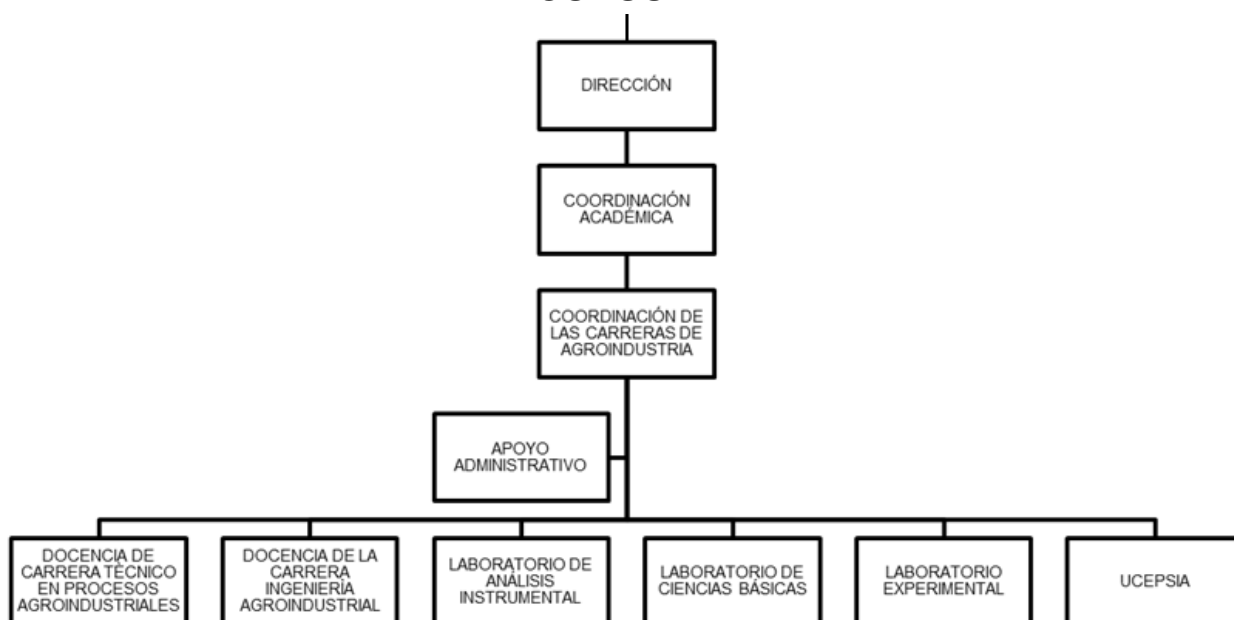 DIRECCIÓN
COORDINACIÓN
ACADÉMICA
COORDINACIÓN DE
LAS CARRERAS DE
AGROINDUSTRIA
APOYO
ADMINISTRATIVO
DOCENCIA DE
CARRERA TÉCNICO
EN PROCESOS
AGROINDUSTRIALES
DOCENCIA DE LA
CARRERA
INGENIERÍA
AGROINDUSTRIAL
LABORATORIO DE
ANÁLISIS
INSTRUMENTAL
LABORATORIO DE
CIENCIAS BÁSICAS
LABORATORIO
EXPERIMENTAL
UCEPSIA